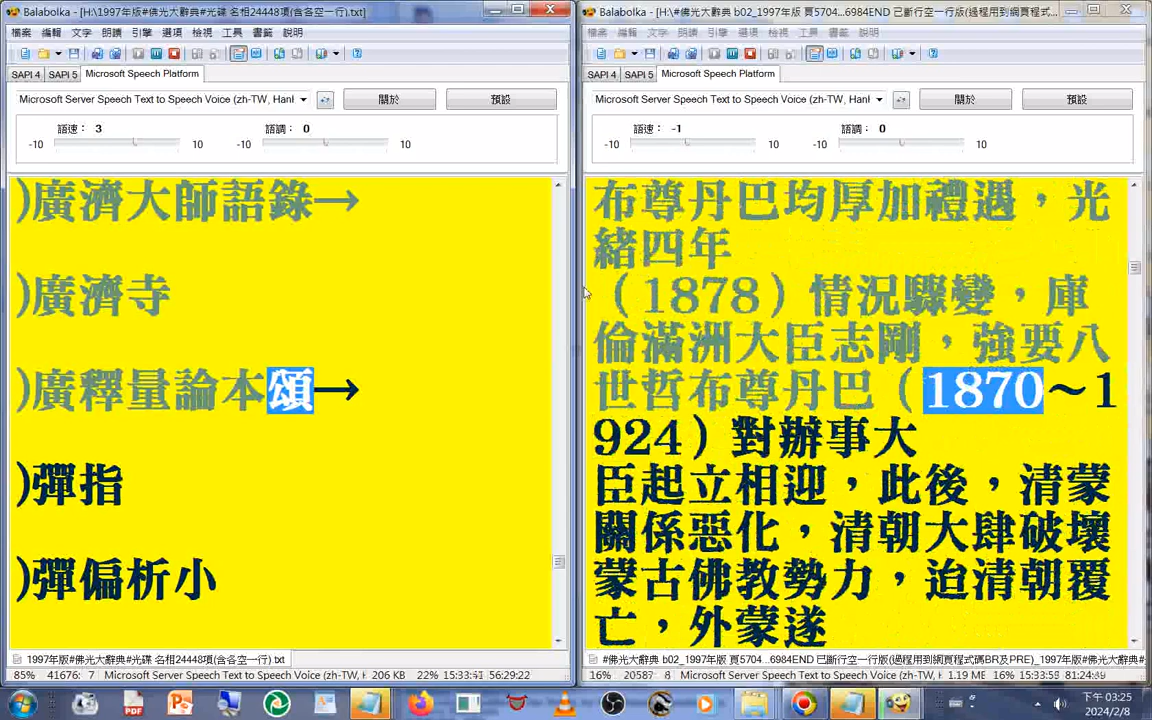 Balabolka - [H:\1997年版#佛光大辭典#光碟 名相24448項(含各空一行).txt]
檔案 編輯 文字 朗讀 引擎 選項 檢視 工具 書籤 說明
SAPI 4 SAPI 5 Microsoft Speech Platform
Microsoft Server Speech Text to Speech Voice (zh-TW, Hanl
關於
預設
語速： 3
語調： 0
-10 10 -10 10
)廣濟大師語錄→
)廣濟寺
)廣釋量論本頌→
)彈指
)彈偏析小
1997年版#佛光大辭典#光碟 名相24448項(含各空一行).txt
85% 41676: 7 Microsoft Server Speech Text to Speech Voice (zh-T 206 KB 22% 15:33:41 56:29:22
Balabolka - [H:\#佛光大辭典 b02_1997年版 頁5704...6984END 已斷行空一行版(過程用到網頁程式...
檔案 編輯 文字 朗讀 引擎 選項 檢視 工具 書籤 說明
SAPI 4 SAPI 5 Microsoft Speech Platform
Microsoft Server Speech Text to Speech Voice (zh-TW, Hanl
關於
預設
語速： -1
語調： 0
-10 10 -10 10
布尊丹巴均厚加禮遇，光
緒四年
（1878）情況驟變，庫
倫滿洲大臣志剛，強要八
世哲布尊丹巴（1870～1
924）對辦事大
臣起立相迎，此後，清蒙
關係惡化，清朝大肆破壞
蒙古佛教勢力，迨清朝覆
亡，外蒙遂
#佛光大辭典 b02_1997年版 頁5704...6984END 已斷行空一行版(過程用到網頁程式碼BR及PRE)_1997年版#
16% 20587: 8 Microsoft Server Speech Text to Speech Voice (zh-T 1.19 ME 16% 15:33:59
下午 03:25
2024/2/8